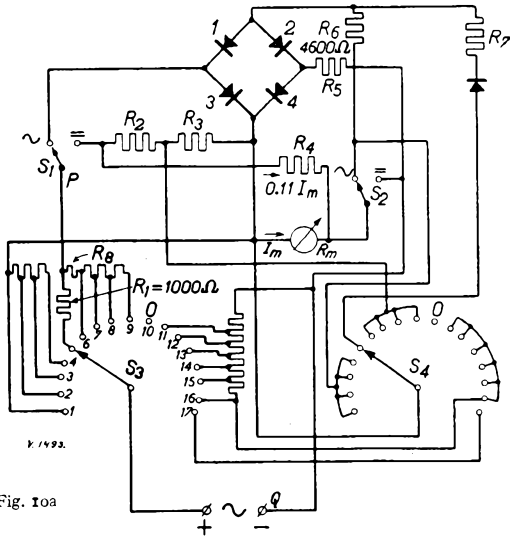 1 2
R6
4600Ω
R5
R7
3 4
R2 R3
R4
0.11 Im
~ =
S1
P
~ =
S2
Im Rm
R8
R1=1000Ω
0
9 10 11
8
7
6
12
13
14
15
16
17
4
3
2
1
S3
0
S4
V. 1493.
Fig. 10a
+ ~ −
Q